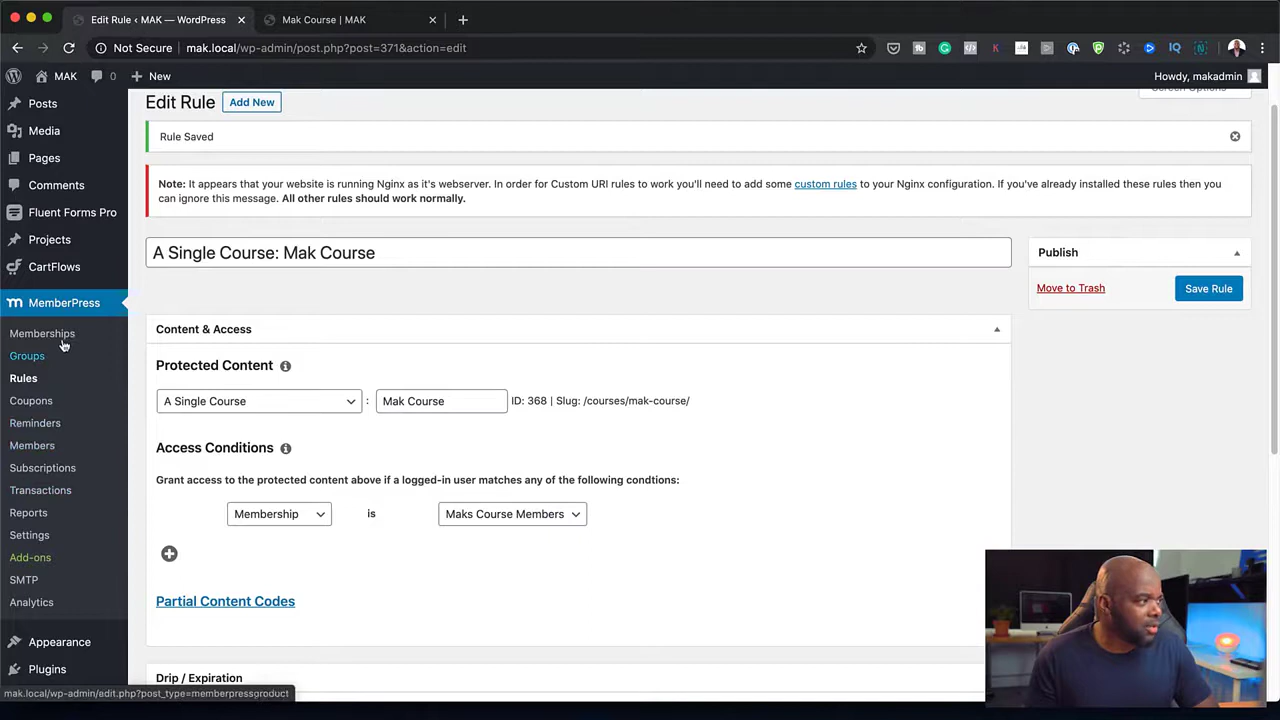 Edit Rule ‹ MAK — WordPress
Mak Course | MAK
Not Secure
mak.local/wp-admin/post.php?post=371&action=edit
MAK
0
New
Howdy, makadmin
Posts
Media
Pages
Comments
Fluent Forms Pro
Projects
CartFlows
MemberPress
Memberships
Groups
Rules
Coupons
Reminders
Members
Subscriptions
Transactions
Reports
Settings
Add-ons
SMTP
Analytics
Appearance
Plugins
Edit Rule
Add New
Screen Options
Rule Saved
Note: It appears that your website is running Nginx as it's webserver. In order for Custom URI rules to work you'll need to add some custom rules to your Nginx configuration. If you've already installed these rules then you
can ignore this message. All other rules should work normally.
A Single Course: Mak Course
Publish
Move to Trash
Save Rule
Content & Access
Protected Content
A Single Course
:
Mak Course
ID: 368 | Slug: /courses/mak-course/
Access Conditions
Grant access to the protected content above if a logged-in user matches any of the following condtions:
Membership
is
Maks Course Members
Partial Content Codes
Drip / Expiration
mak.local/wp-admin/edit.php?post_type=memberpressproduct